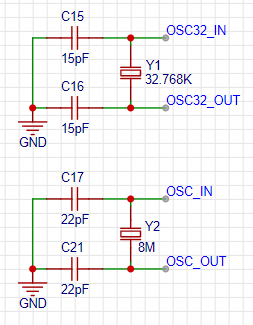 C15
OSC32_IN
15pF
Y1
32.768K
C16
OSC32_OUT
15pF
GND
C17
OSC_IN
22pF
Y2
8M
C21
OSC_OUT
22pF
GND